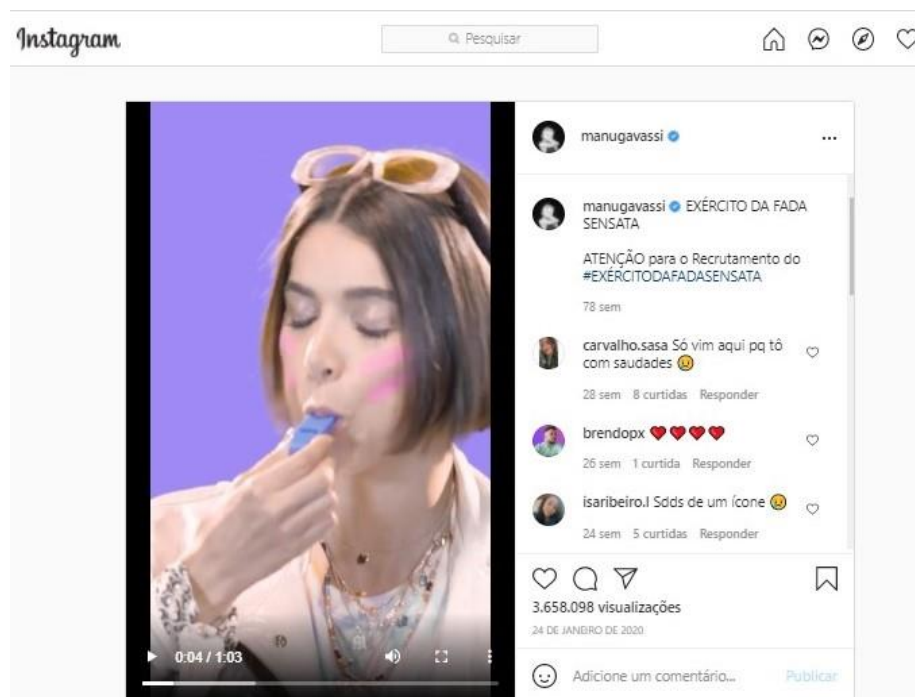 Instagram
Pesquisar
manugavassi
manugavassi EXÉRCITO DA FADA
SENSATA
ATENÇÃO para o Recrutamento do
#EXÉRCITODAFADASENSATA
78 sem
carvalho.sasa Só vim aqui pq tô
com saudades
28 sem 8 curtidas Responder
brendopx
26 sem 1 curtida Responder
isaribeiro.l Sdds de um ícone
24 sem 5 curtidas Responder
3.658.098 visualizações
24 DE JANEIRO DE 2020
0:04 / 1:03
Adicione um comentário... Publicar